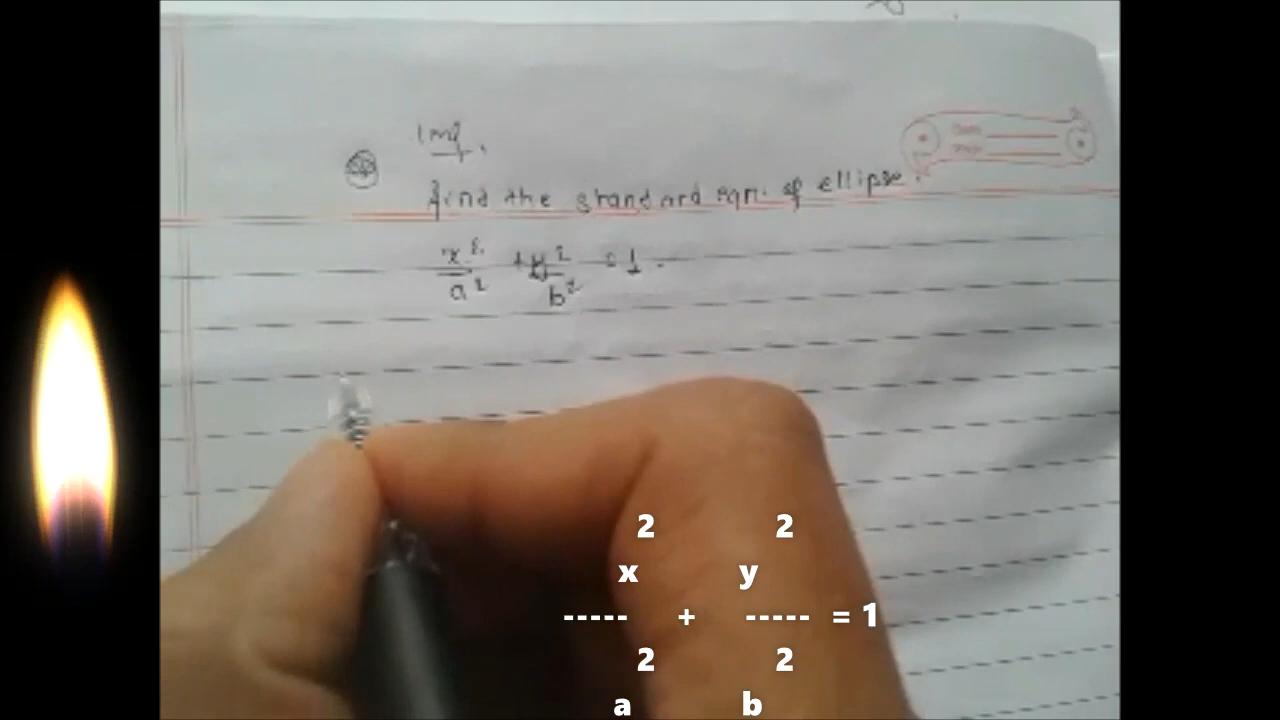 Imp.
find the standard eqn. of ellipse.
x² + y² = 1.
a² b²
2 2
x y
----- + ----- = 1
2 2
a b